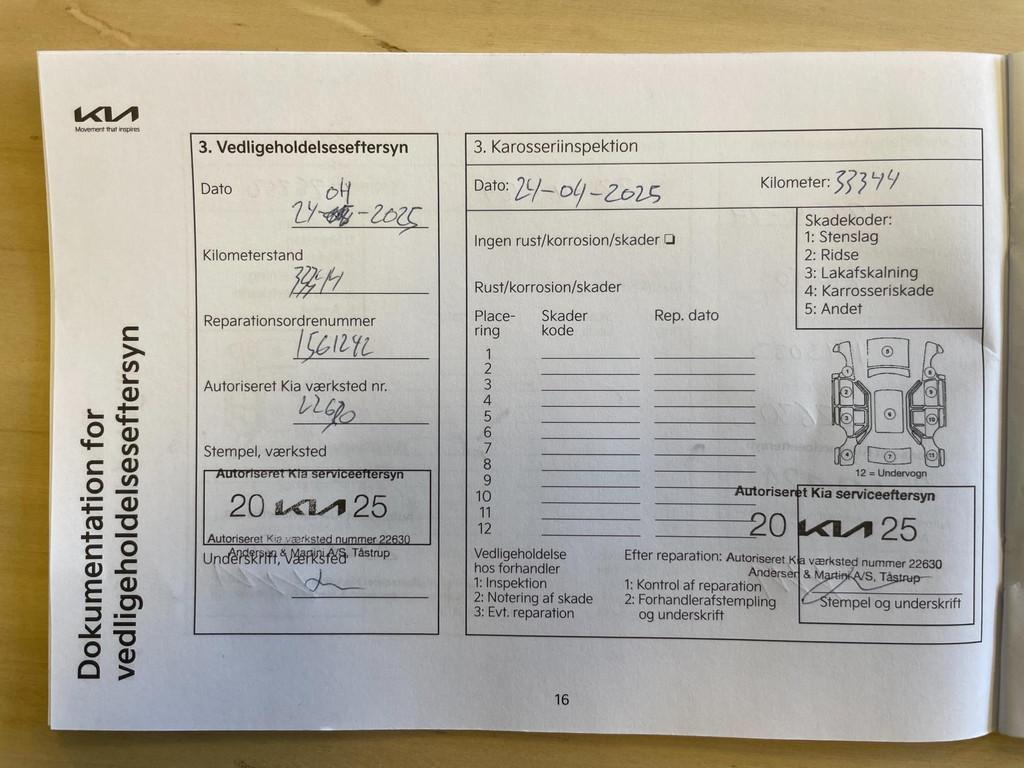 KIA
Movement that inspires
Dokumentation for
vedligeholdelseseftersyn
3. Vedligeholdelseseftersyn
Dato
04
24- -2025
Kilometerstand
Reparationsordrenummer
1561242
Autoriseret Kia værksted nr.
22630
Stempel, værksted
Autoriseret Kia serviceeftersyn
20 KIA 25
Autoriseret Kia værksted nummer 22630
Andersen & Martini A/S, Tåstrup
Underskrift, værksted
3. Karosseriinspektion
Dato: 24-04-2025 Kilometer: 33344
Ingen rust/korrosion/skader
Skadekoder:
1: Stenslag
2: Ridse
3: Lakafskalning
4: Karrosseriskade
5: Andet
Rust/korrosion/skader
Place-
ring
Skader
kode
Rep. dato
1
2
3
4
5
6
7
8
9
10
11
12
12 = Undervogn
Autoriseret Kia serviceeftersyn
20 KIA 25
Autoriseret Kia værksted nummer 22630
Andersen & Martini A/S, Tåstrup
Vedligeholdelse
hos forhandler
1: Inspektion
2: Notering af skade
3: Evt. reparation
Efter reparation:
1: Kontrol af reparation
2: Forhandlerafstempling
og underskrift
Stempel og underskrift
16